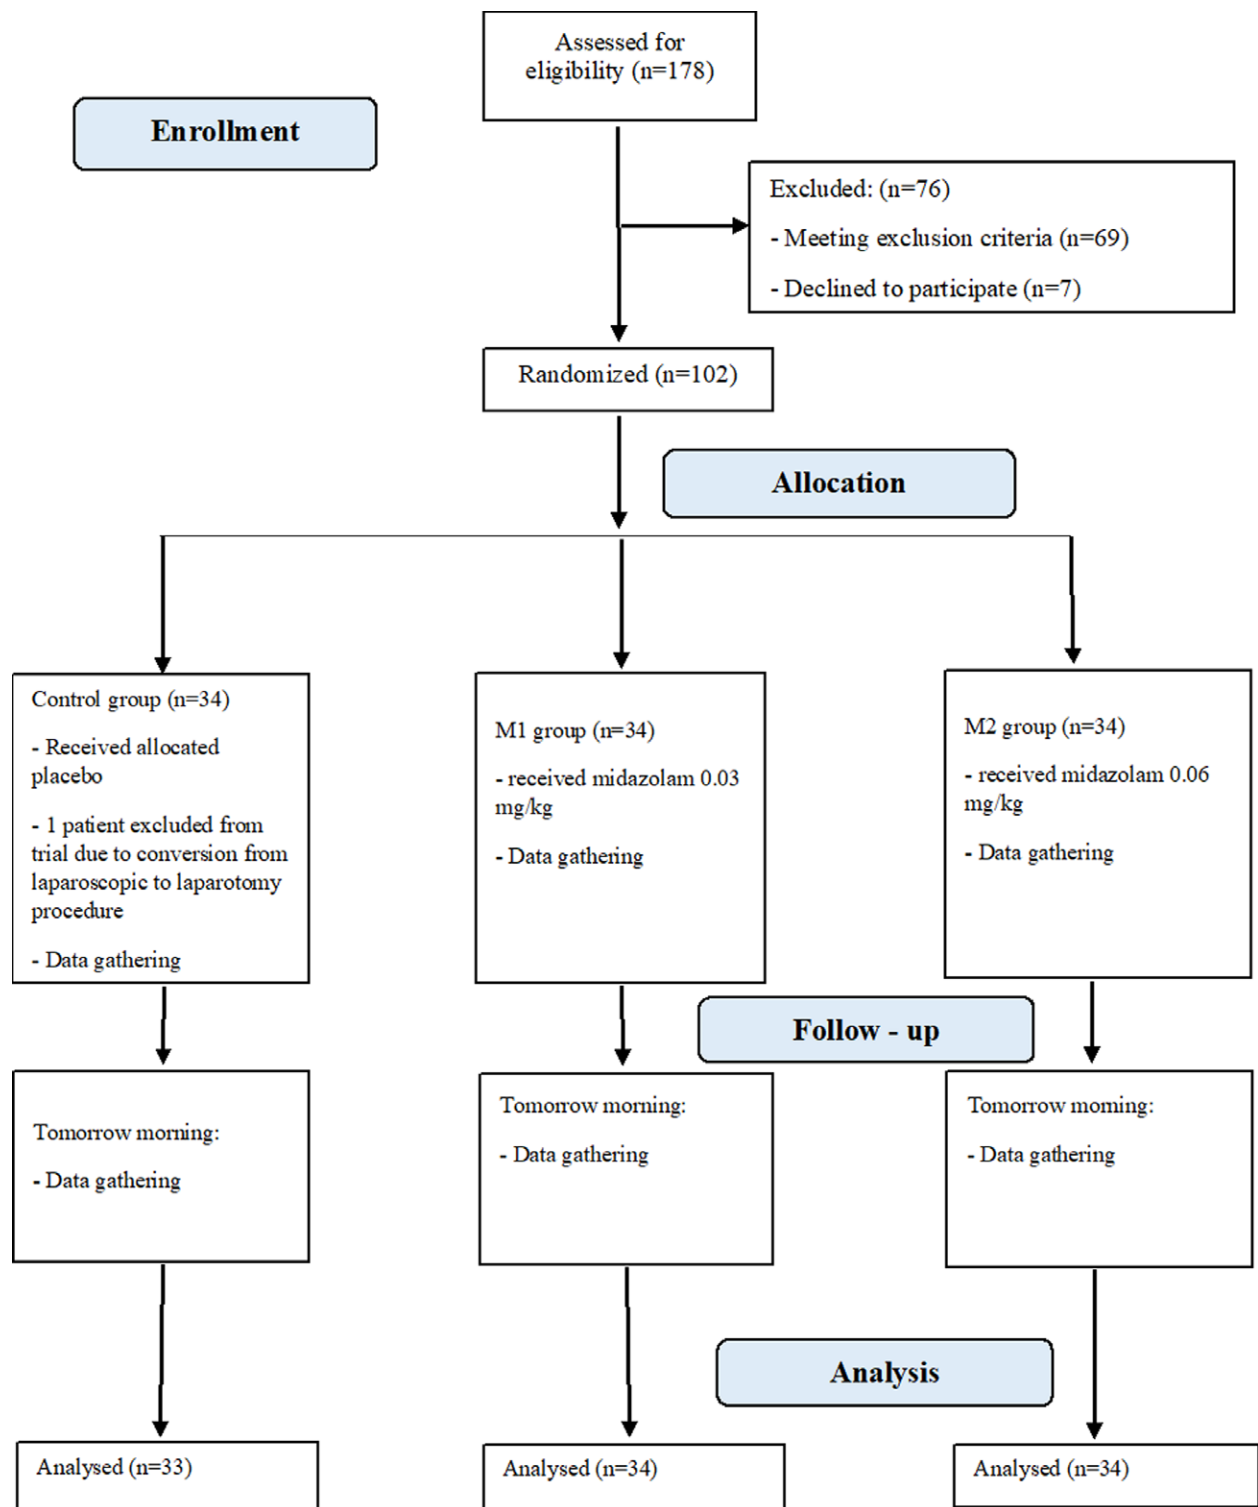 Assessed for
eligibility (n=178)
Enrollment
Excluded: (n=76)
- Meeting exclusion criteria (n=69)
- Declined to participate (n=7)
Randomized (n=102)
Allocation
Control group (n=34)
- Received allocated
placebo
- 1 patient excluded from
trial due to conversion from
laparoscopic to laparotomy
procedure
- Data gathering
M1 group (n=34)
- received midazolam 0.03
mg/kg
- Data gathering
M2 group (n=34)
- received midazolam 0.06
mg/kg
- Data gathering
Follow - up
Tomorrow morning:
- Data gathering
Tomorrow morning:
- Data gathering
Tomorrow morning:
- Data gathering
Analysis
Analysed (n=33)
Analysed (n=34)
Analysed (n=34)